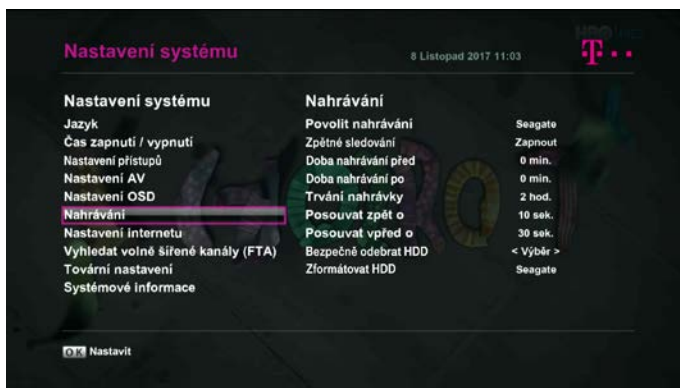 Nastavení systému
8 Listopad 2017 11:03
T
Nastavení systému
Jazyk
Čas zapnutí / vypnutí
Nastavení přístupů
Nastavení AV
Nastavení OSD
Nahrávání
Nastavení internetu
Vyhledat volně šířené kanály (FTA)
Tovární nastavení
Systémové informace
Nahrávání
Povolit nahrávání Seagate
Zpětné sledování Zapnout
Doba nahrávání před 0 min.
Doba nahrávání po 0 min.
Trvání nahrávky 2 hod.
Posouvat zpět o 10 sek.
Posouvat vpřed o 30 sek.
Bezpečně odebrat HDD < Výběr >
Zformátovat HDD Seagate
OK Nastavit